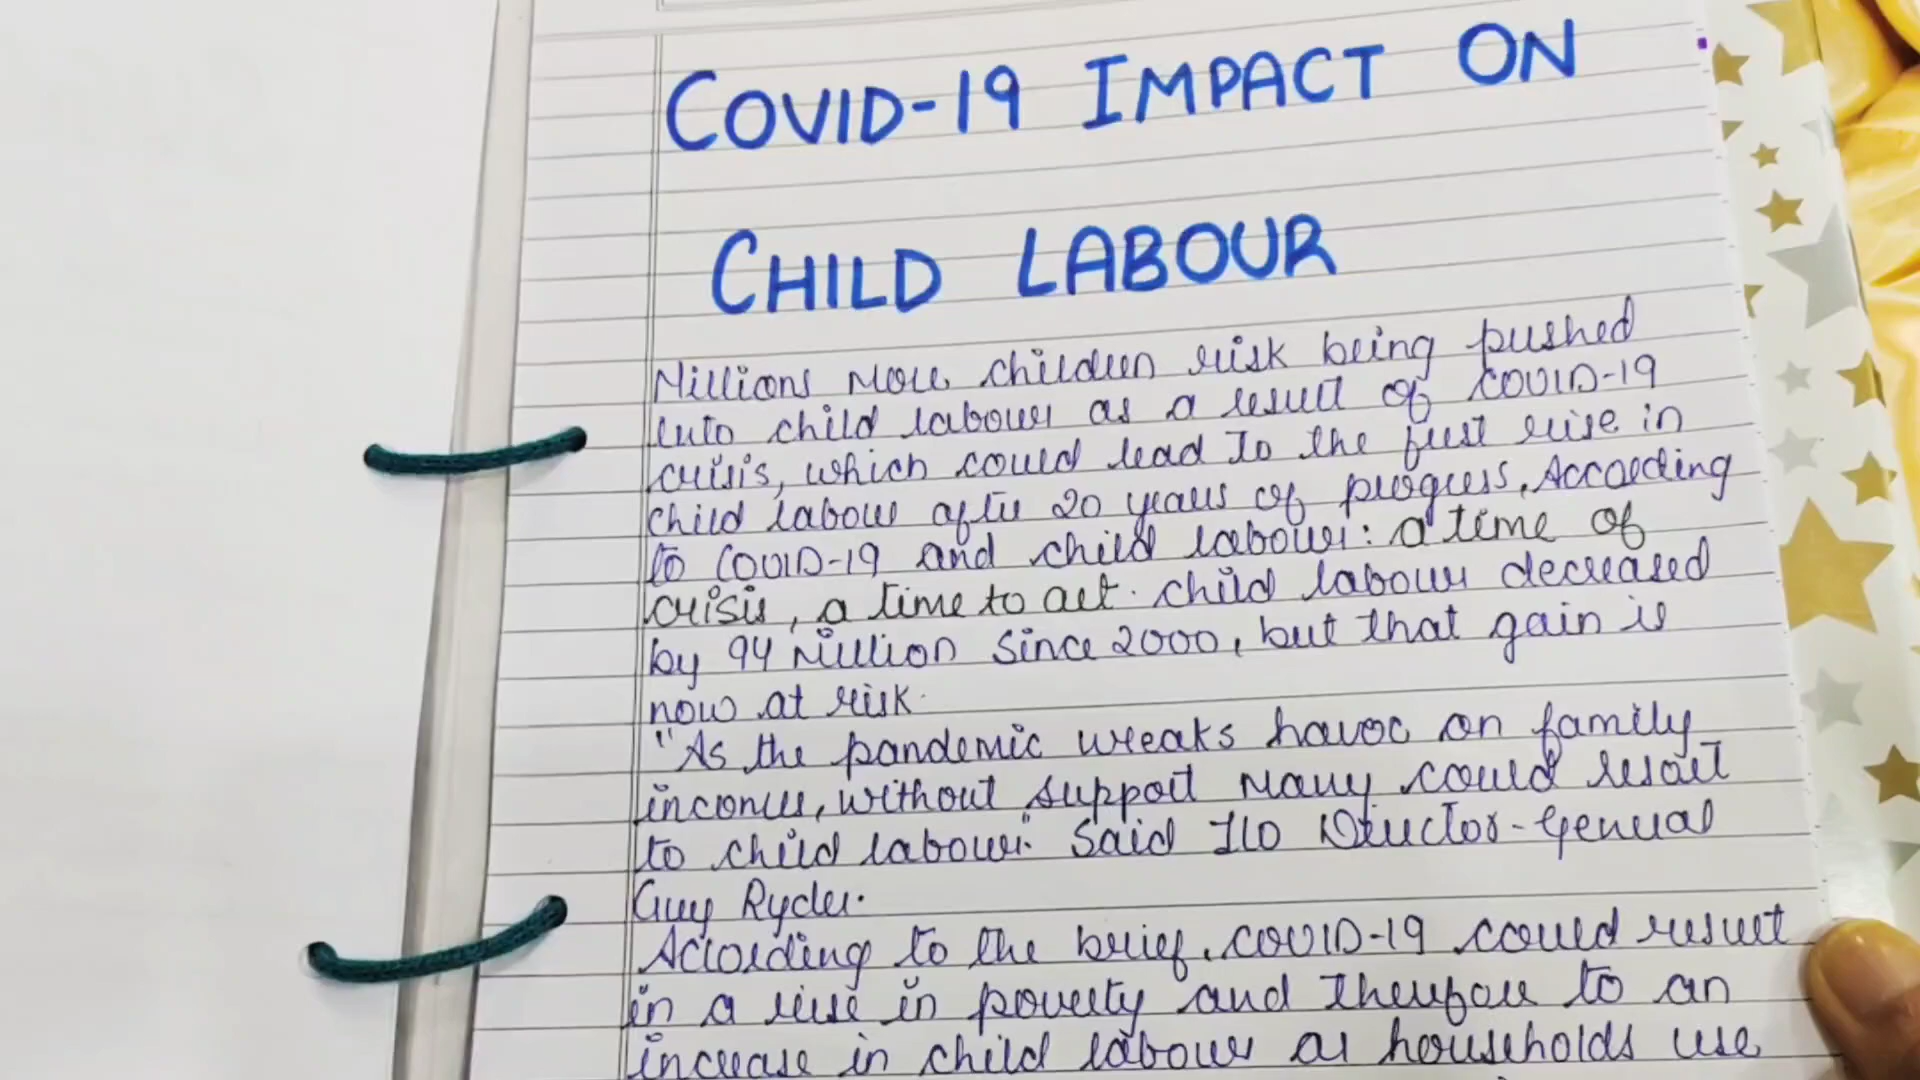 COVID-19 IMPACT ON
CHILD LABOUR
Millions more children risk being pushed
into child labour as a result of COVID-19
crisis, which could lead to the first rise in
child labour after 20 years of progress. According
to COVID-19 and child labour: a time of
crisis, a time to act. child labour decreased
by 94 million since 2000, but that gain is
now at risk.
"As the pandemic wreaks havoc on family
incomes, without support many could resort
to child labour." Said ILO Director-General
Guy Ryder.
According to the brief, COVID-19 could result
in a rise in poverty and therefore to an
increase in child labour as households use